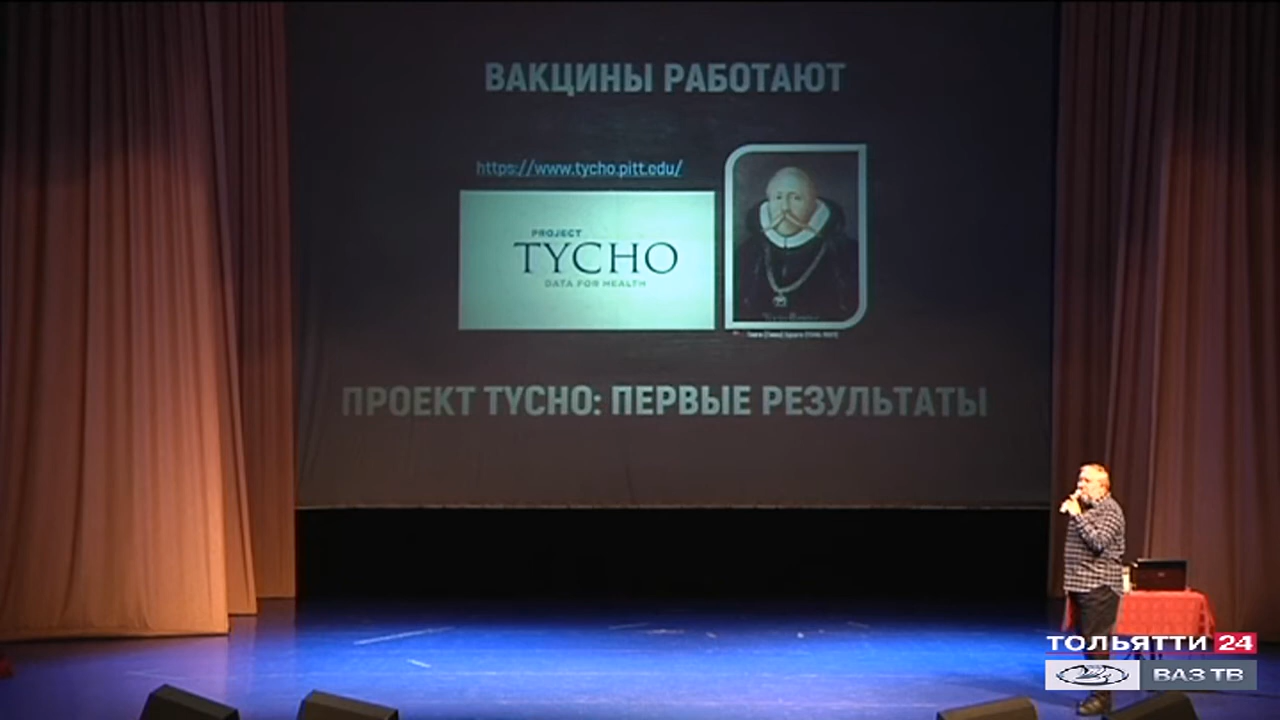 ВАКЦИНЫ РАБОТАЮТ
https://www.tycho.pitt.edu/
PROJECT
TYCHO
DATA FOR HEALTH
ПРОЕКТ TYCHO: ПЕРВЫЕ РЕЗУЛЬТАТЫ
ТОЛЬЯТТИ 24
ВАЗ ТВ